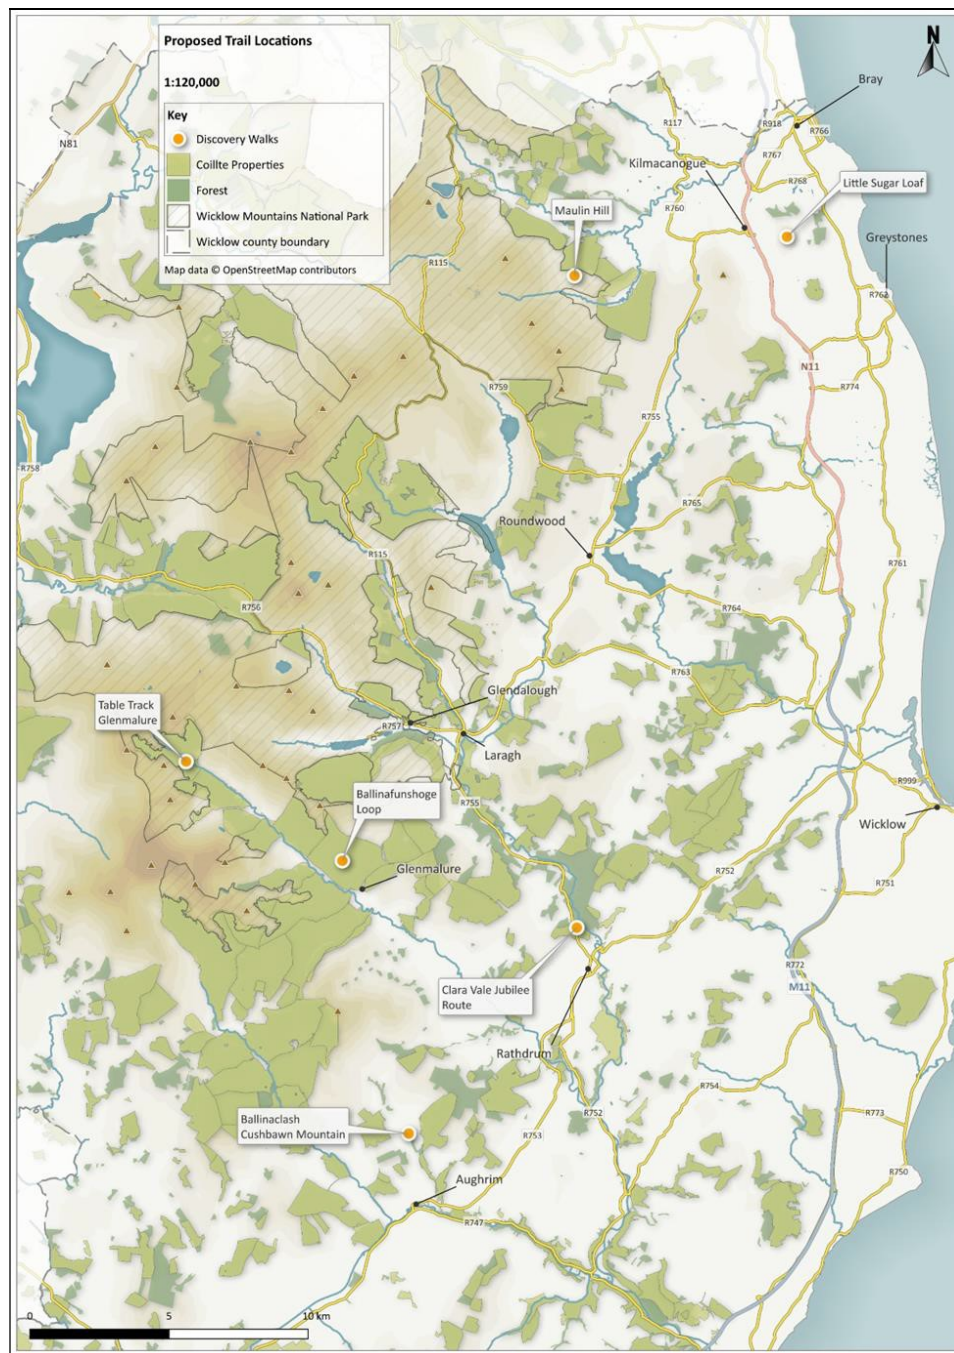 Proposed Trail Locations
1:120,000
Key
Discovery Walks
Coillte Properties
Forest
Wicklow Mountains National Park
Wicklow county boundary
Map data © OpenStreetMap contributors
N
N81
Bray
R117
R918
R766
R767
Kilmacanogue
R768
Little Sugar Loaf
Maulin Hill
R760
Greystones
R115
R762
N11
R759
R774
R755
R758
R765
Roundwood
R115
R761
R756
R764
R763
Glendalough
Table Track
Glenmalure
R757
Laragh
R999
Ballinafunshoge
Loop
R755
Wicklow
Glenmalure
R752
R751
Clara Vale Jubilee
Route
R772
M11
Rathdrum
R754
Ballinaclash
Cushbawn Mountain
R752
R773
R753
R750
Aughrim
R747
0
5
10 km